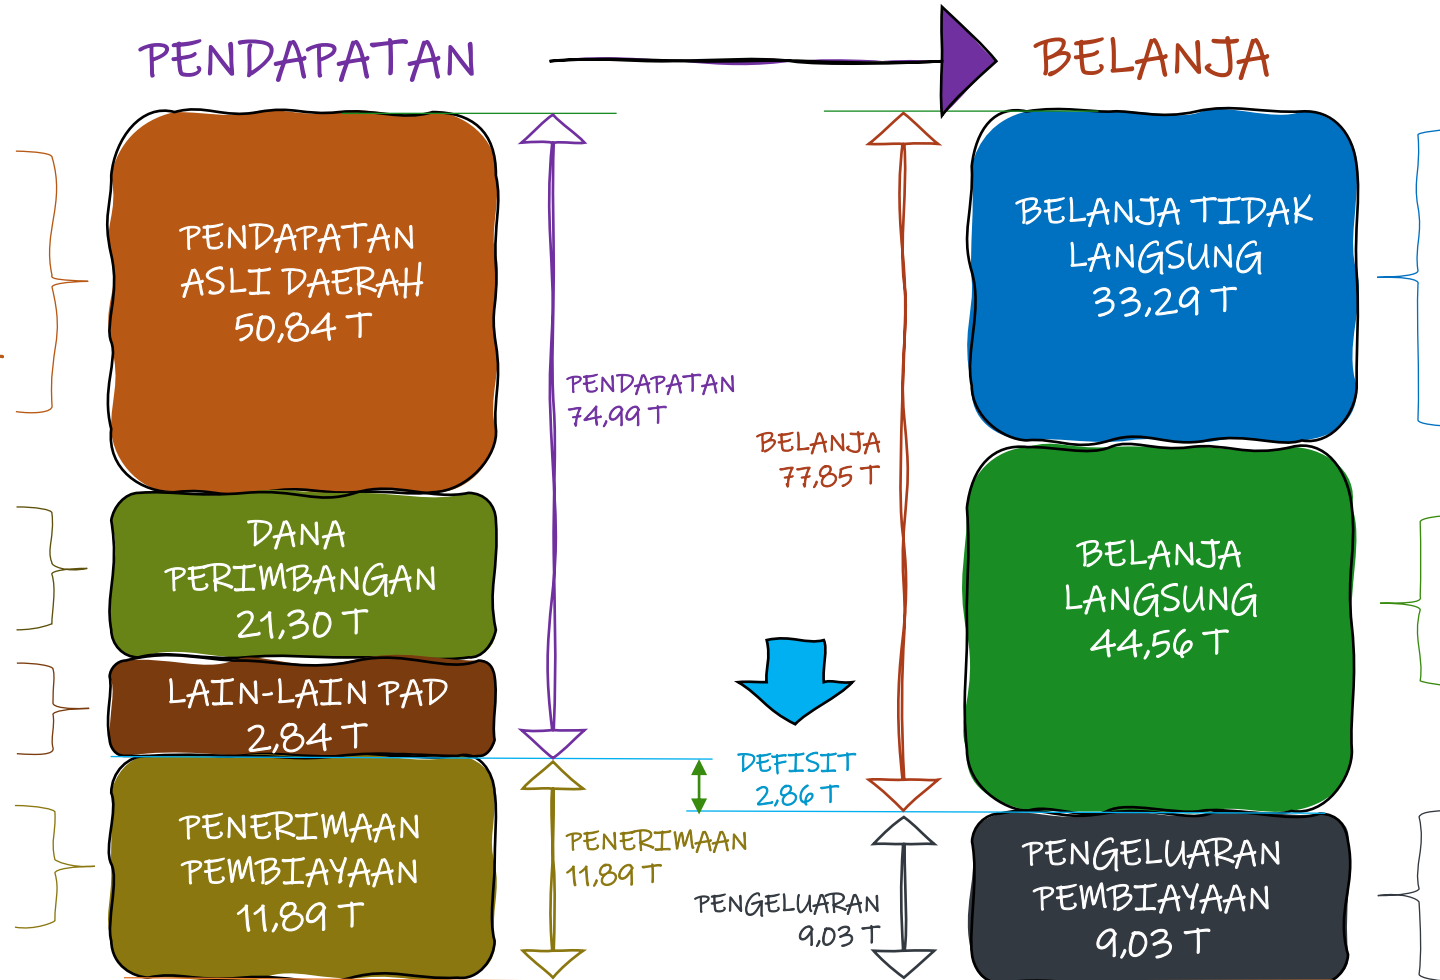 PENDAPATAN
BELANJA
PENDAPATAN
ASLI DAERAH
50,84 T
DANA
PERIMBANGAN
21,30 T
LAIN-LAIN PAD
2,84 T
PENERIMAAN
PEMBIAYAAN
11,89 T
PENDAPATAN
74,99 T
PENERIMAAN
11,89 T
BELANJA
77,85 T
DEFISIT
2,86 T
PENGELUARAN
9,03 T
BELANJA TIDAK
LANGSUNG
33,29 T
BELANJA
LANGSUNG
44,56 T
PENGELUARAN
PEMBIAYAAN
9,03 T